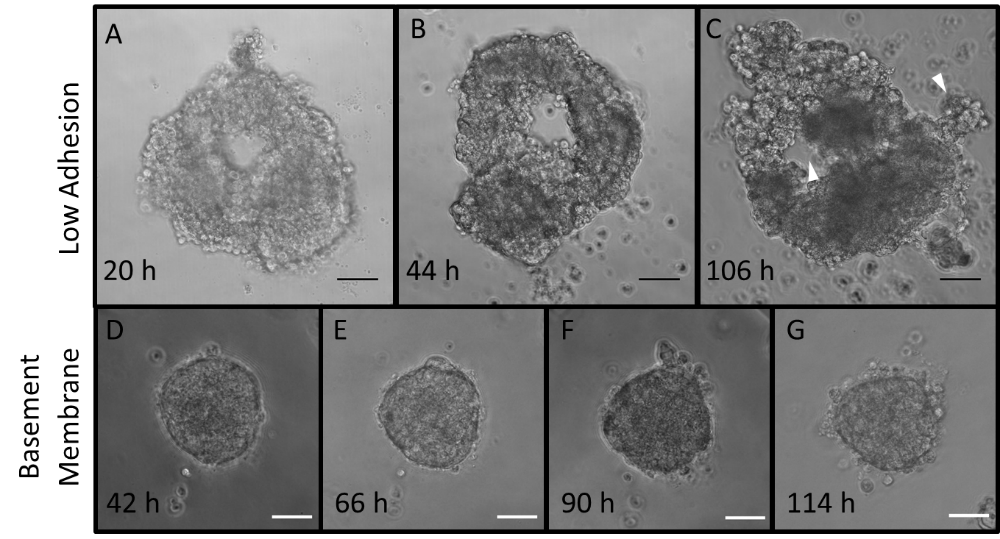 Low Adhesion
A
20 h
B
44 h
C
106 h
Basement
Membrane
D
42 h
E
66 h
F
90 h
G
114 h